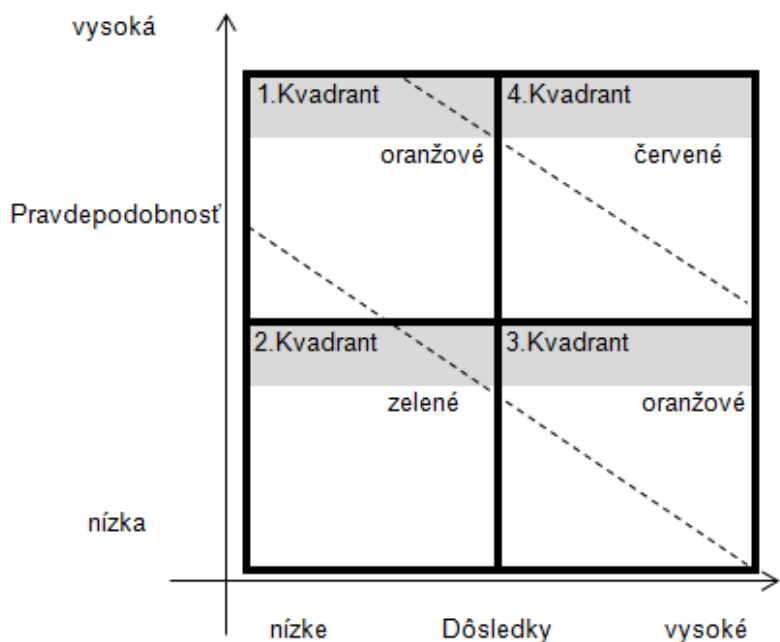 vysoká
1.Kvadrant
4.Kvadrant
oranžové
červené
Pravdepodobnosť
2.Kvadrant
3.Kvadrant
zelené
oranžové
nízka
nízke
Dôsledky
vysoké